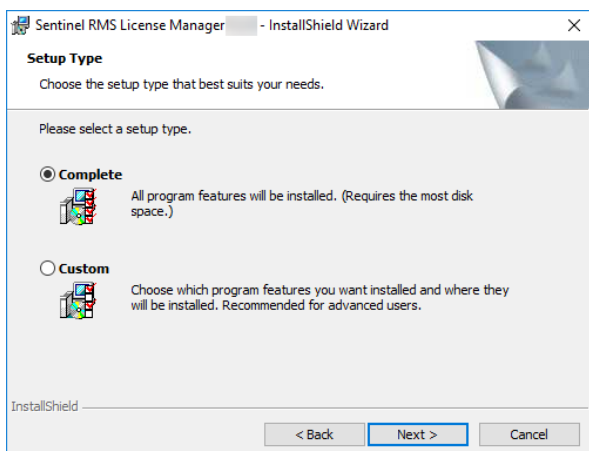 Sentinel RMS License Manager - InstallShield Wizard
Setup Type
Choose the setup type that best suits your needs.
Please select a setup type.
Complete
All program features will be installed. (Requires the most disk
space.)
Custom
Choose which program features you want installed and where they
will be installed. Recommended for advanced users.
InstallShield
< Back
Next >
Cancel